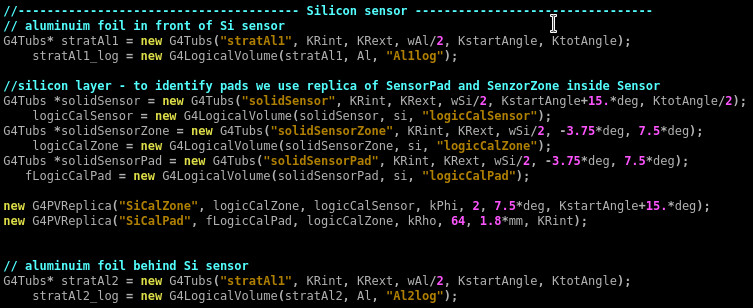 //--------------------------------------- Silicon sensor ---------------------------------
// aluminuim foil in front of Si sensor
G4Tubs* stratAl1 = new G4Tubs("stratAl1", KRint, KRext, wAl/2, KstartAngle, KtotAngle);
stratAl1_log = new G4LogicalVolume(stratAl1, Al, "Al1log");
//silicon layer - to identify pads we use replica of SensorPad and SenzorZone inside Sensor
G4Tubs *solidSensor = new G4Tubs("solidSensor", KRint, KRext, wSi/2, KstartAngle+15.*deg, KtotAngle/2);
logicCalSensor = new G4LogicalVolume(solidSensor, si, "logicCalSensor");
G4Tubs *solidSensorZone = new G4Tubs("solidSensorZone", KRint, KRext, wSi/2, -3.75*deg, 7.5*deg);
logicCalZone = new G4LogicalVolume(solidSensorZone, si, "logicCalZone");
G4Tubs *solidSensorPad = new G4Tubs("solidSensorPad", KRint, KRext, wSi/2, -3.75*deg, 7.5*deg);
fLogicCalPad = new G4LogicalVolume(solidSensorPad, si, "logicCalPad");
new G4PVReplica("SiCalZone", logicCalZone, logicCalSensor, kPhi, 2, 7.5*deg, KstartAngle+15.*deg);
new G4PVReplica("SiCalPad", fLogicCalPad, logicCalZone, kRho, 64, 1.8*mm, KRint);
// aluminuim foil behind Si sensor
G4Tubs* stratAl2 = new G4Tubs("stratAl1", KRint, KRext, wAl/2, KstartAngle, KtotAngle);
stratAl2_log = new G4LogicalVolume(stratAl2, Al, "Al2log");